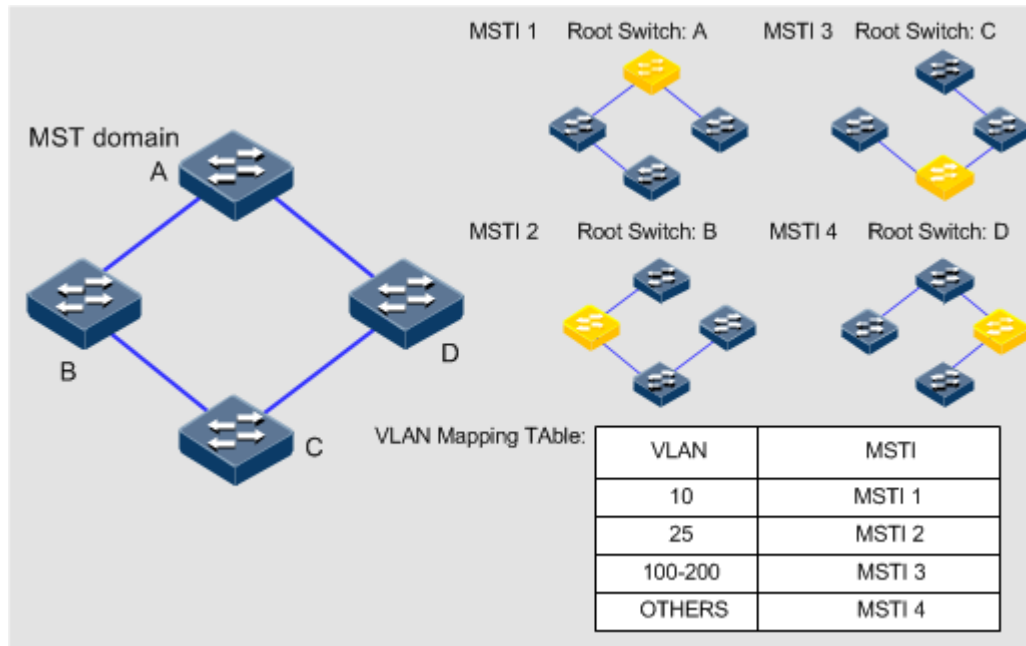 MSTI 1 Root Switch: A MSTI 3 Root Switch: C
MST domain
A
B
D
C
MSTI 2 Root Switch: B MSTI 4 Root Switch: D
VLAN Mapping TAble:
VLAN MSTI
10 MSTI 1
25 MSTI 2
100-200 MSTI 3
OTHERS MSTI 4